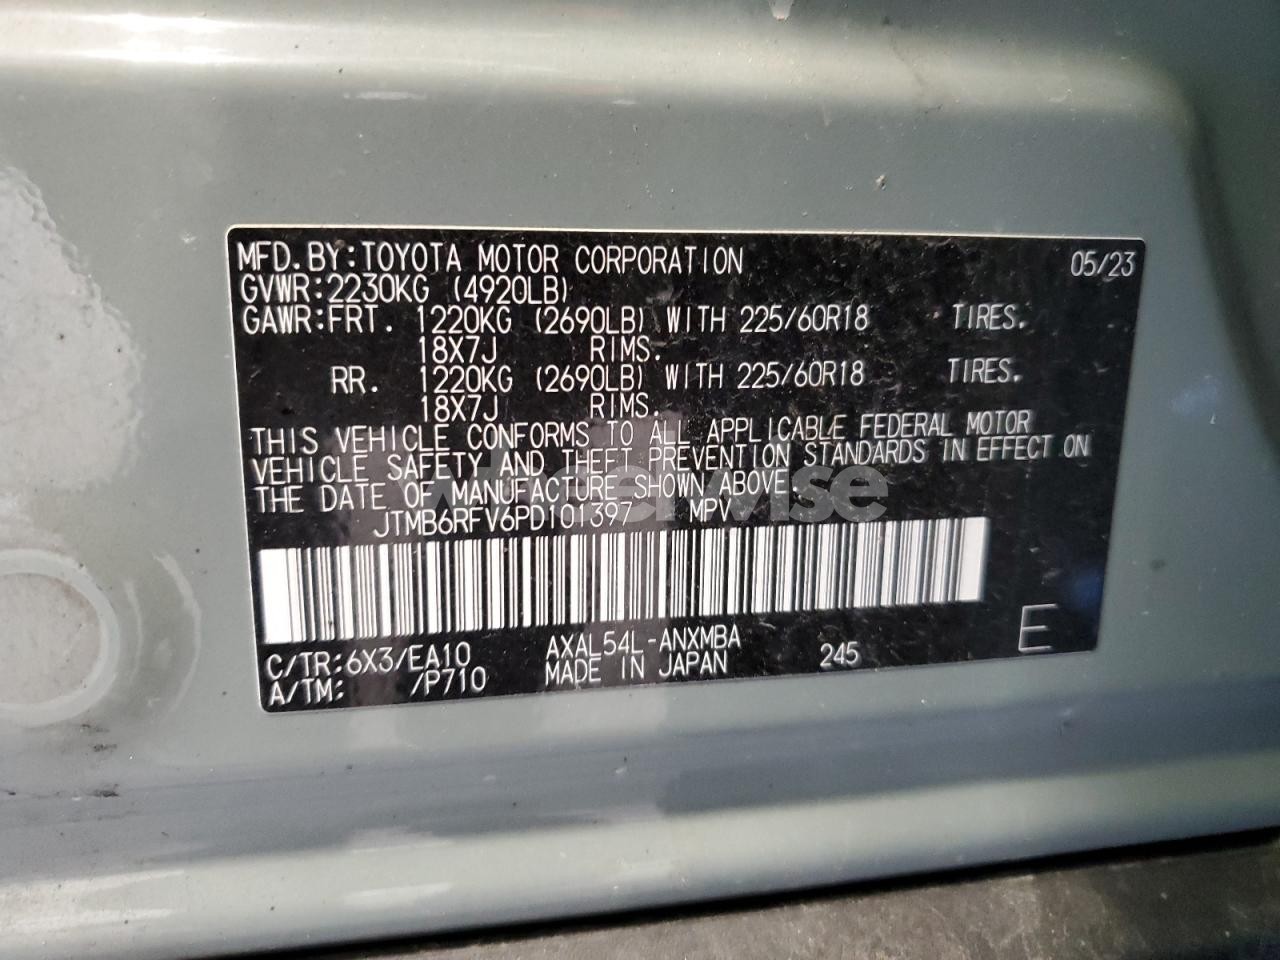 MFD.BY:TOYOTA MOTOR CORPORATION 05/23
GVWR:2230KG (4920LB)
GAWR:FRT. 1220KG (2690LB) WITH 225/60R18 TIRES.
18X7J RIMS.
RR. 1220KG (2690LB) WITH 225/60R18 TIRES.
18X7J RIMS.
THIS VEHICLE CONFORMS TO ALL APPLICABLE FEDERAL MOTOR
VEHICLE SAFETY AND THEFT PREVENTION STANDARDS IN EFFECT ON
THE DATE OF MANUFACTURE SHOWN ABOVE.
wheelerwise
JTMB6RFV6PD101397 MPV
C/TR:6X3/EA10 AXAL54L-ANXMBA 245 E
A/TM: /P710 MADE IN JAPAN